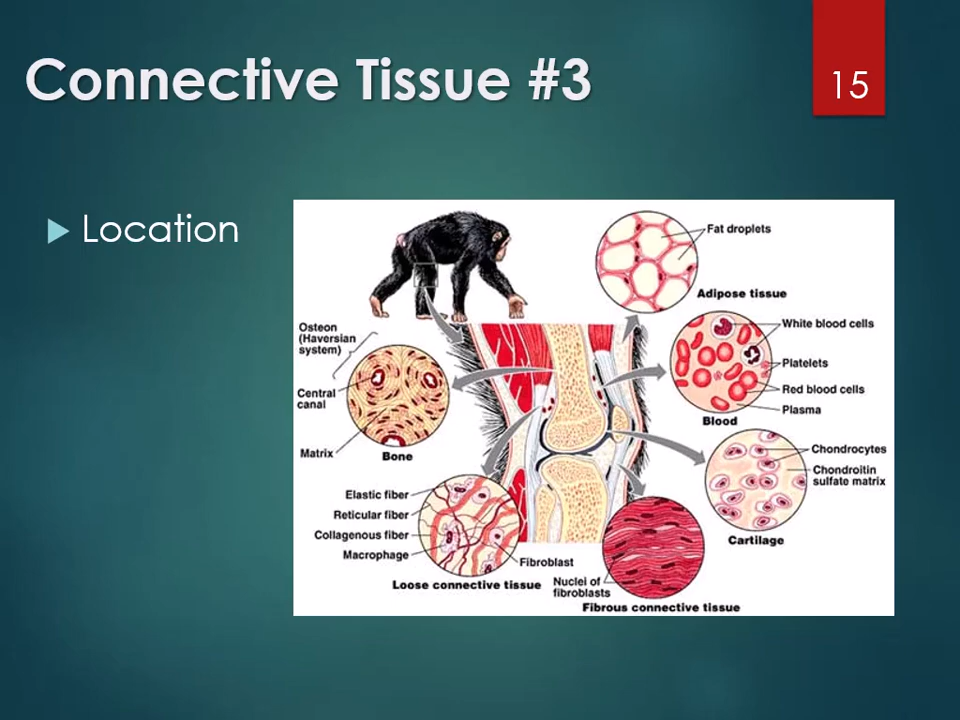 Connective Tissue #3
15
Location
Fat droplets
Adipose tissue
White blood cells
Platelets
Red blood cells
Plasma
Blood
Osteon
(Haversian
system)
Central
canal
Matrix
Bone
Chondrocytes
Chondroitin
sulfate matrix
Cartilage
Elastic fiber
Reticular fiber
Collagenous fiber
Macrophage
Fibroblast
Loose connective tissue
Nuclei of
fibroblasts
Fibrous connective tissue